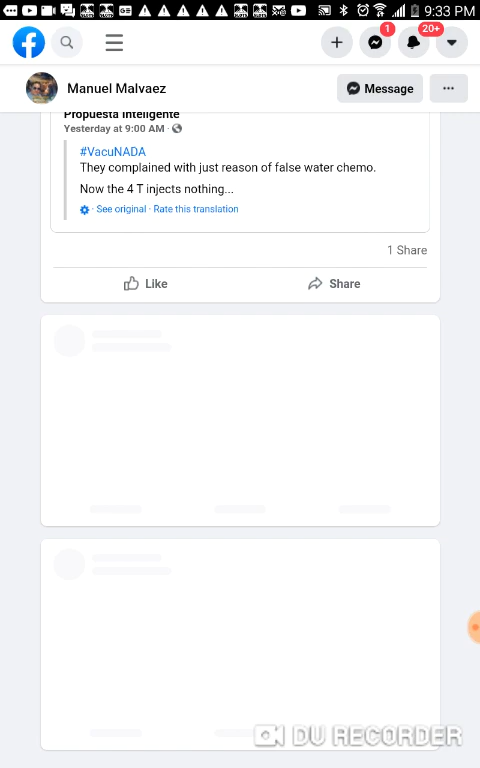 9:33 PM
1
20+
Manuel Malvaez
Message
Propuesta Inteligente
Yesterday at 9:00 AM ·
#VacuNADA
They complained with just reason of false water chemo.
Now the 4 T injects nothing...
· See original · Rate this translation
1 Share
Like
Share
DU RECORDER